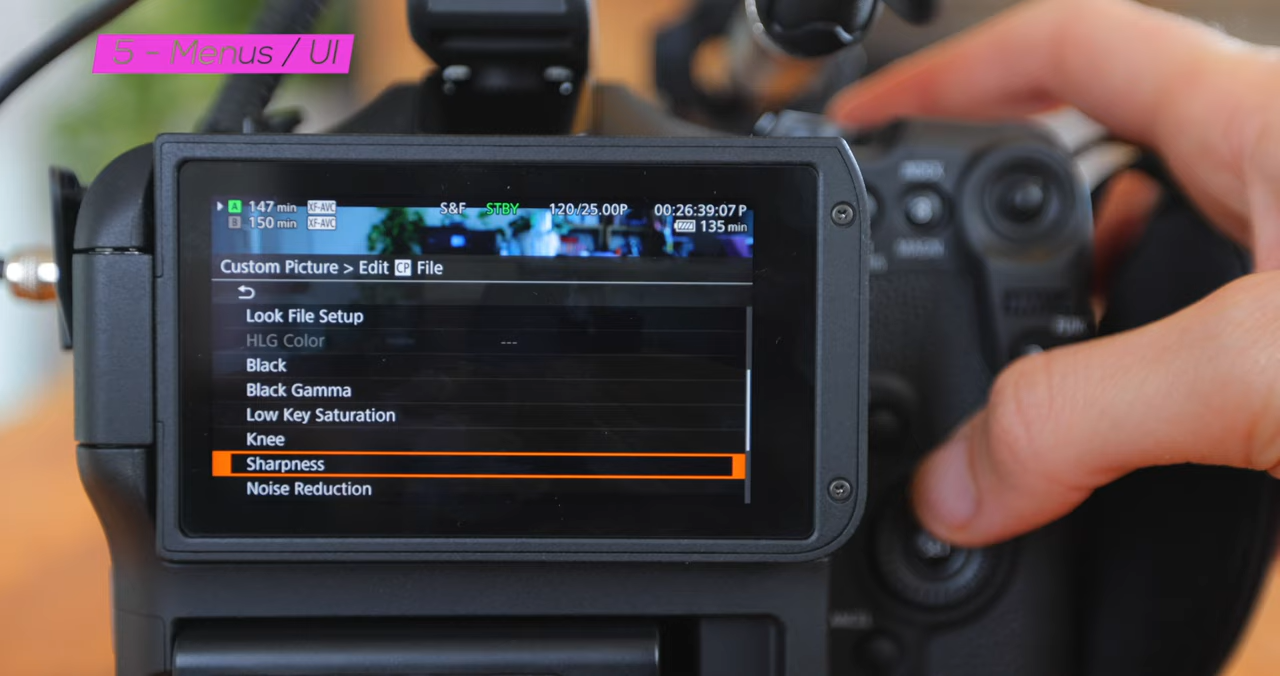 5 - Menus / UI
A 147 min XF-AVC S&F STBY 120/25.00P 00:26:39:07 P
B 150 min XF-AVC 135 min
Custom Picture > Edit CP File
Look File Setup
HLG Color ---
Black
Black Gamma
Low Key Saturation
Knee
Sharpness
Noise Reduction